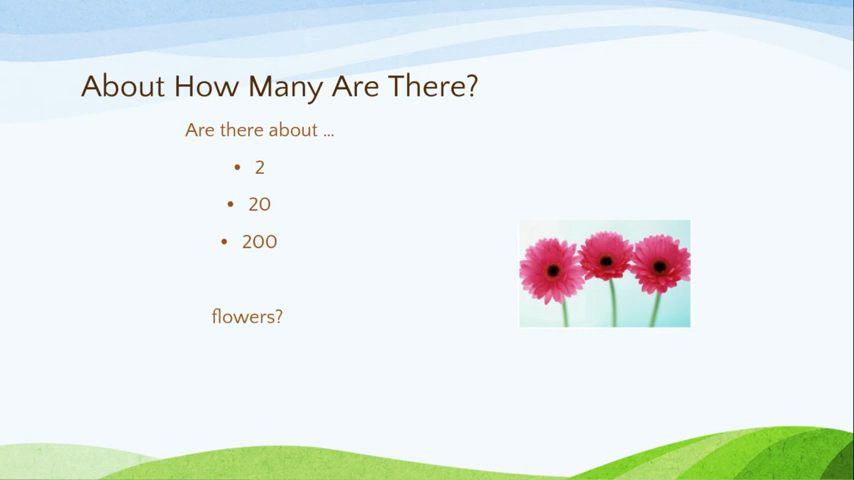 About How Many Are There?
Are there about ...
• 2
• 20
• 200
flowers?